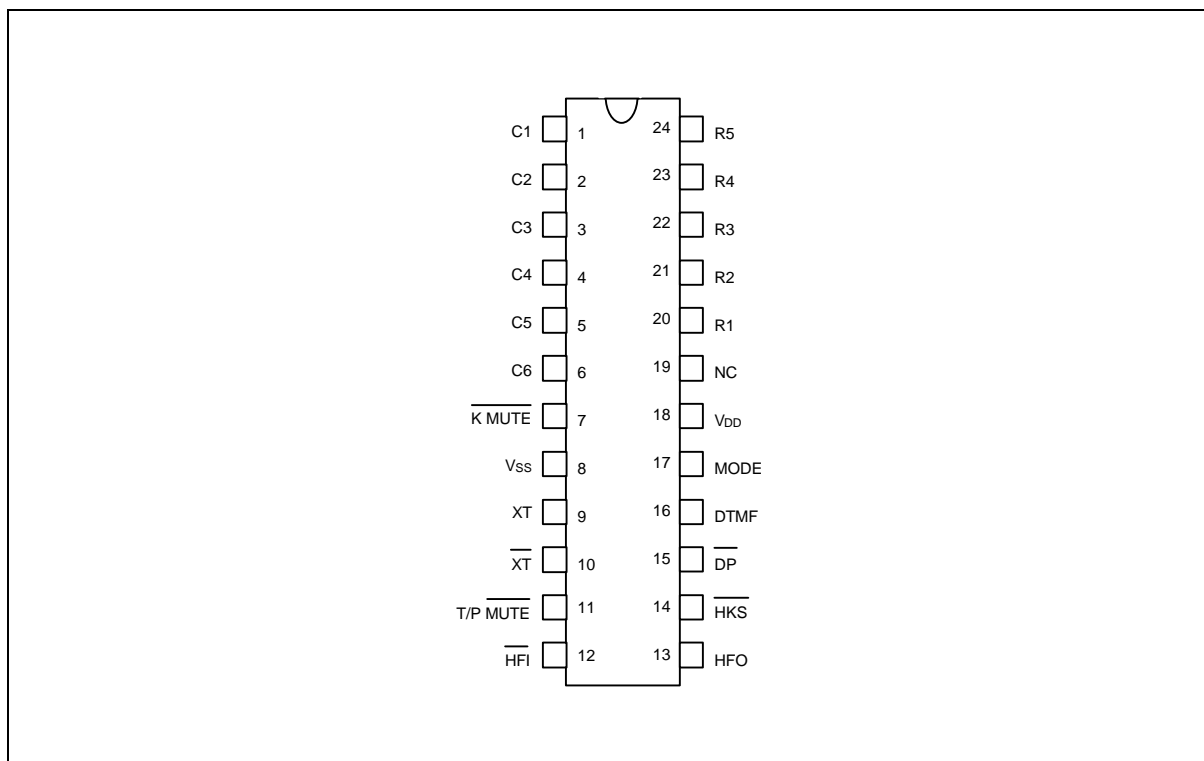 C1 1 24 R5
C2 2 23 R4
C3 3 22 R3
C4 4 21 R2
C5 5 20 R1
C6 6 19 NC
K MUTE 7 18 VDD
VSS 8 17 MODE
XT 9 16 DTMF
XT 10 15 DP
T/P MUTE 11 14 HKS
HFI 12 13 HFO